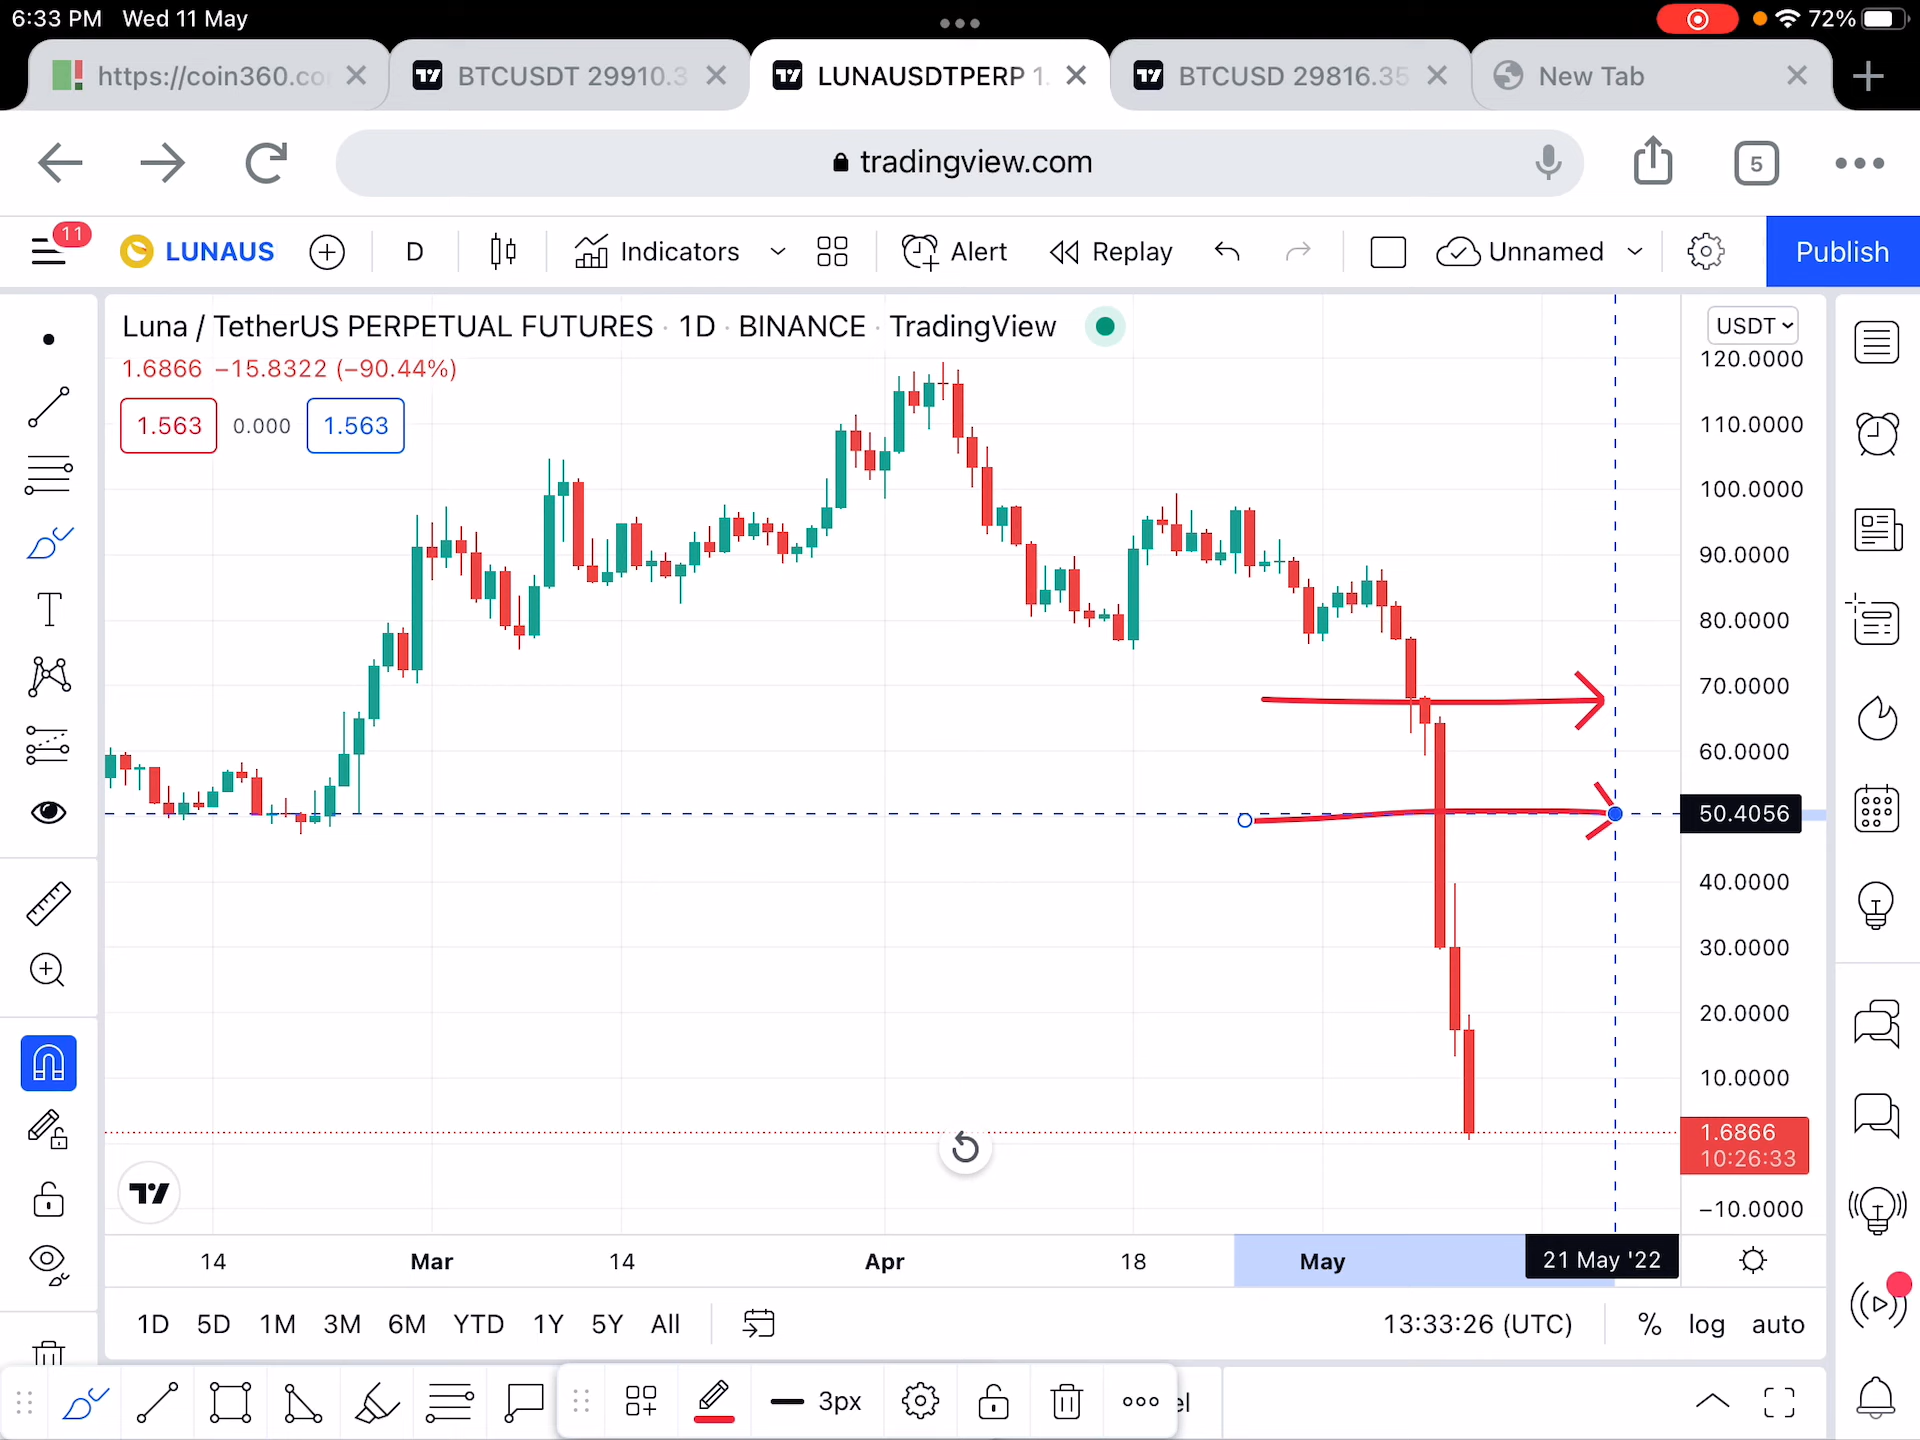 6:33 PM Wed 11 May
72%
https://coin360.co
BTCUSDT 29910.3
LUNAUSDTPERP 1.
BTCUSD 29816.35
New Tab
tradingview.com
5
11
LUNAUS
D
Indicators
Alert
Replay
Unnamed
Publish
Luna / TetherUS PERPETUAL FUTURES · 1D · BINANCE · TradingView
1.6866 −15.8322 (−90.44%)
1.563 0.000 1.563
USDT
120.0000
110.0000
100.0000
90.0000
80.0000
70.0000
60.0000
50.4056
40.0000
30.0000
20.0000
10.0000
1.6866
10:26:33
−10.0000
14 Mar 14 Apr 18 May 21 May '22
1D 5D 1M 3M 6M YTD 1Y 5Y All
13:33:26 (UTC) % log auto
3px
el